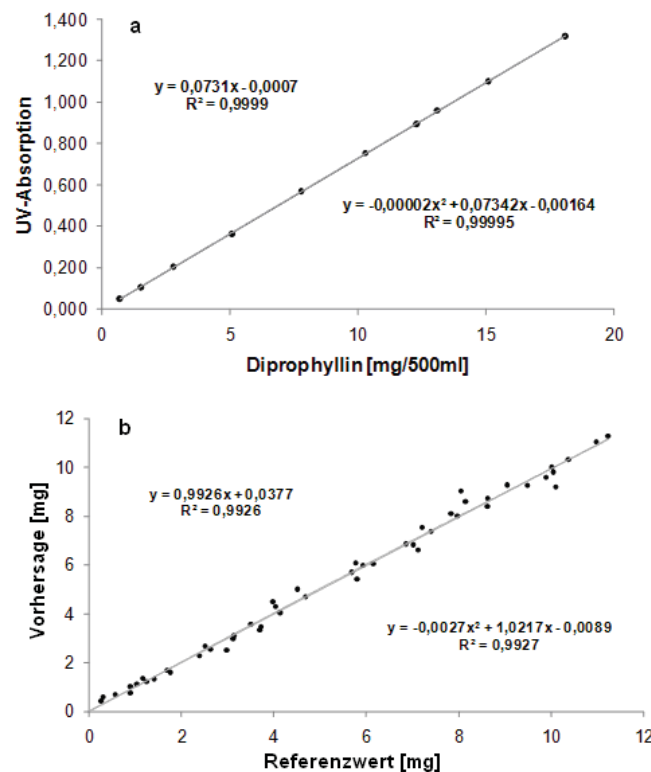 a
1,400
1,200
1,000
0,800
0,600
0,400
0,200
0,000
UV-Absorption
y = 0,0731x - 0,0007
R² = 0,9999
y = -0,00002x² + 0,07342x - 0,00164
R² = 0,99995
0 5 10 15 20
Diprophyllin [mg/500ml]
b
12
10
8
6
4
2
0
Vorhersage [mg]
y = 0,9926x + 0,0377
R² = 0,9926
y = -0,0027x² + 1,0217x - 0,0089
R² = 0,9927
0 2 4 6 8 10 12
Referenzwert [mg]